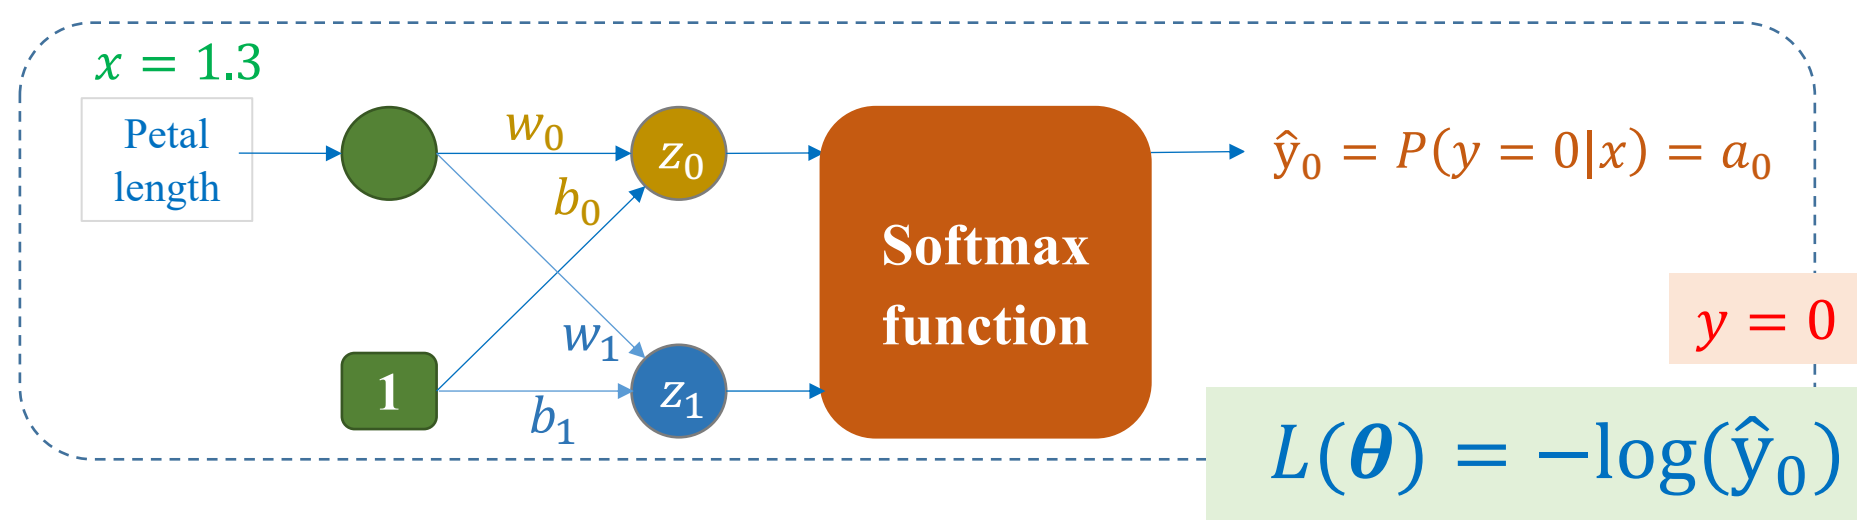 x = 1.3
Petal
length
w₀
z₀
ŷ₀ = P(y = 0|x) = a₀
b₀
Softmax
function
y = 0
w₁
1
z₁
b₁
L(θ) = −log(ŷ₀)